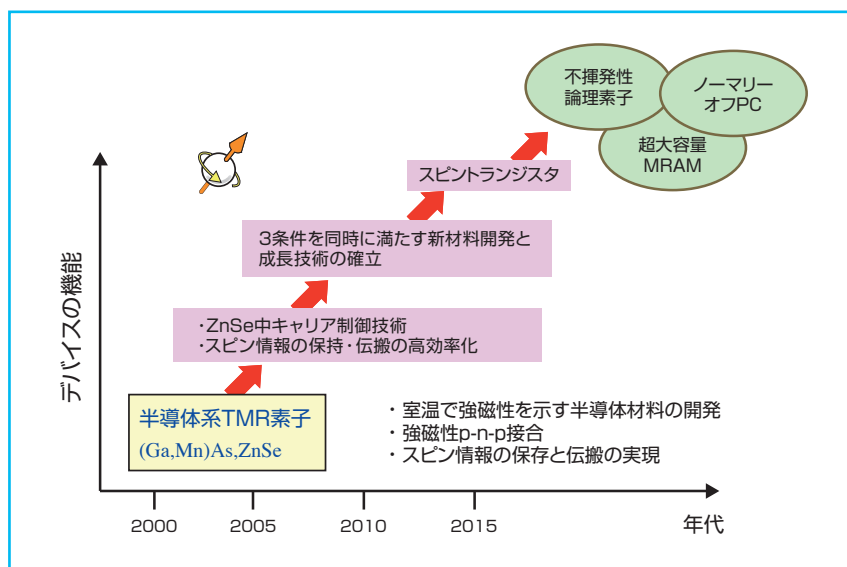 不揮発性
論理素子
ノーマリー
オフPC
超大容量
MRAM
スピントランジスタ
3条件を同時に満たす新材料開発と
成長技術の確立
・ZnSe中キャリア制御技術
・スピン情報の保持・伝搬の高効率化
半導体系TMR素子
(Ga,Mn)As,ZnSe
・室温で強磁性を示す半導体材料の開発
・強磁性p-n-p接合
・スピン情報の保存と伝搬の実現
デバイスの機能
2000
2005
2010
2015
年代